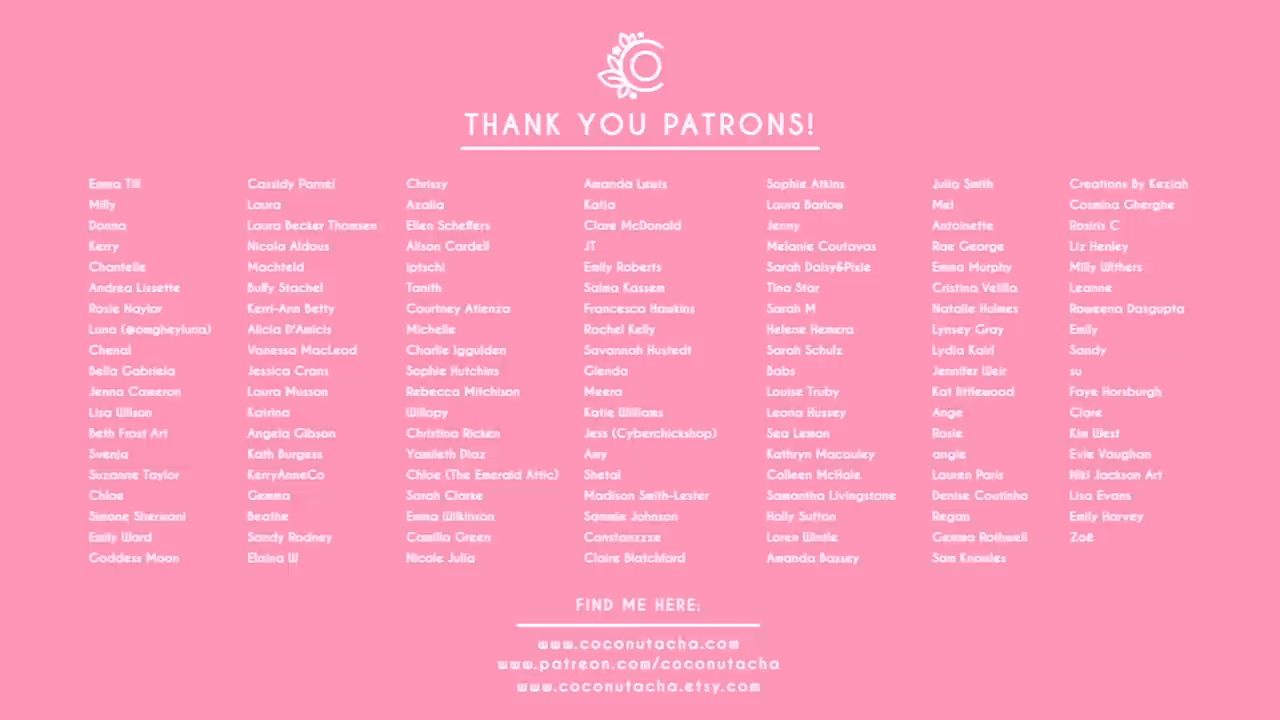 THANK YOU PATRONS!
Emma Till
Milly
Donna
Kerry
Chantelle
Andrea Lissette
Rosie Naylor
Luna (@omgheyluna)
Chenal
Bella Gabriela
Jenna Cameron
Lisa Wilson
Beth Frost Art
Svenja
Suzanne Taylor
Chloe
Simone Sherwani
Emily Ward
Goddess Moon
Cassidy Pamel
Laura
Laura Becker Thomsen
Nicola Aldous
Machteld
Buffy Stachel
Kerri-Ann Betty
Alicia D'Amicis
Vanessa MacLeod
Jessica Crans
Laura Musson
Katrina
Angela Gibson
Kath Burgess
KerryAnneCo
Gemma
Beathe
Sandy Rodney
Elaina W
Chrissy
Azalia
Ellen Scheffers
Alison Cardell
iptschi
Tanith
Courtney Atienza
Michelle
Charlie Iggulden
Sophie Hutchins
Rebecca Mitchison
Willopy
Christina Ricken
Yamileth Diaz
Chloe (The Emerald Attic)
Sarah Clarke
Emma Wilkinson
Camilla Green
Nicole Julia
Amanda Lewis
Katia
Clare McDonald
JT
Emily Roberts
Salma Kassem
Francesca Hawkins
Rachel Kelly
Savannah Hustedt
Glenda
Meera
Katie Williams
Jess (Cyberchickshop)
Amy
Shetal
Madison Smith-Lester
Sammie Johnson
Constanzzze
Claire Blatchford
Sophie Atkins
Laura Barlow
Jenny
Melanie Coutavas
Sarah Daisy&Pixie
Tina Star
Sarah M
Helene Hemera
Sarah Schulz
Babs
Louise Truby
Leona Hussey
Sea Lemon
Kathryn Macauley
Colleen McHale
Samantha Livingstone
Holly Sutton
Loren Wintle
Amanda Bassey
Julia Smith
Mel
Antoinette
Rae George
Emma Murphy
Cristina Velilla
Natalie Holmes
Lynsey Gray
Lydia Kairl
Jennifer Weir
Kat littlewood
Ange
Rosie
angie
Lauren Paris
Denise Coutinho
Regan
Gemma Rothwell
Sam Knowles
Creations By Keziah
Cosmina Gherghe
Rosiris C
Liz Henley
Milly Withers
Leanne
Roweena Dasgupta
Emily
Sandy
su
Faye Horsburgh
Clare
Kim West
Evie Vaughan
Niki Jackson Art
Lisa Evans
Emily Harvey
Zoë
FIND ME HERE:
www.coconutacha.com
www.patreon.com/coconutacha
www.coconutacha.etsy.com